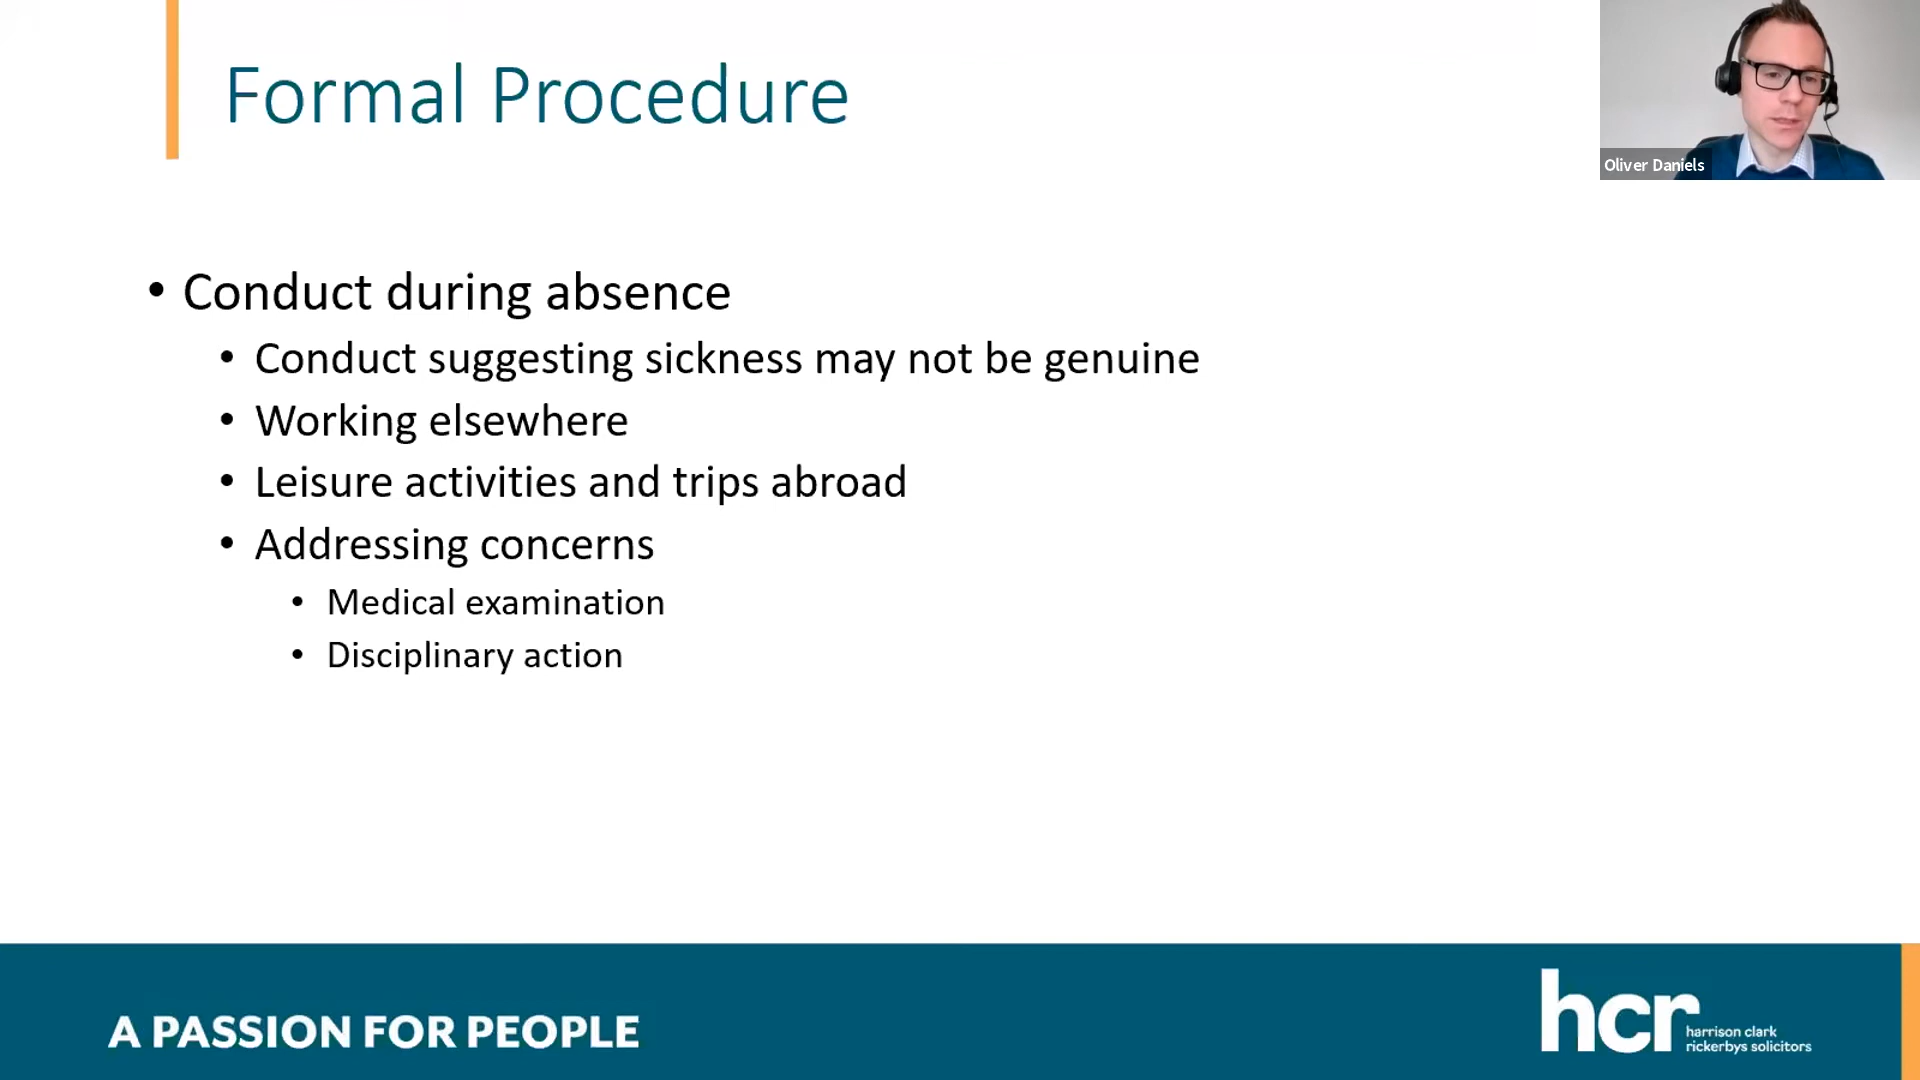 Formal Procedure
Oliver Daniels
• Conduct during absence
• Conduct suggesting sickness may not be genuine
• Working elsewhere
• Leisure activities and trips abroad
• Addressing concerns
• Medical examination
• Disciplinary action
A PASSION FOR PEOPLE
hcr
harrison clark
rickerbys solicitors